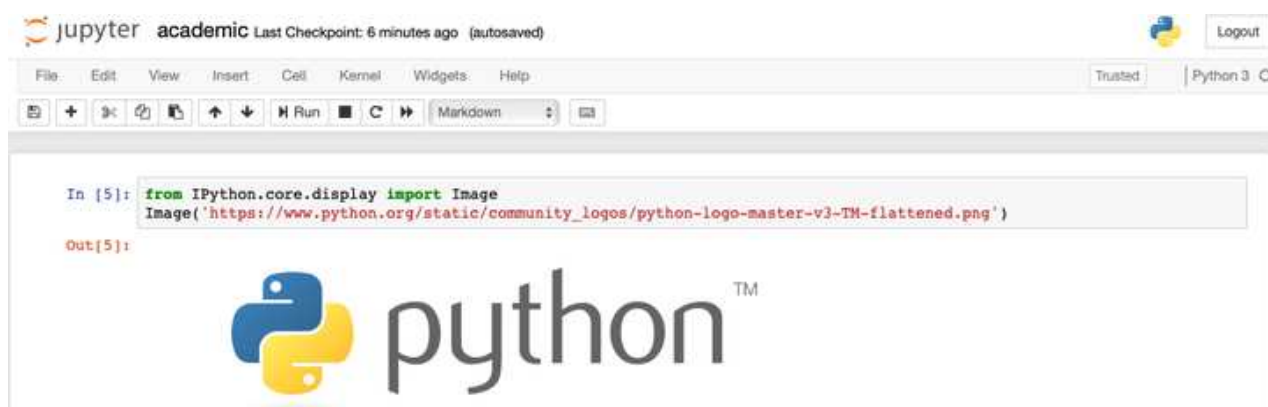 jupyter academic Last Checkpoint: 6 minutes ago (autosaved)
Logout
File Edit View Insert Cell Kernel Widgets Help
Trusted Python 3
Run Markdown
In [5]: from IPython.core.display import Image
Image('https://www.python.org/static/community_logos/python-logo-master-v3-TM-flattened.png')
Out[5]:
python TM